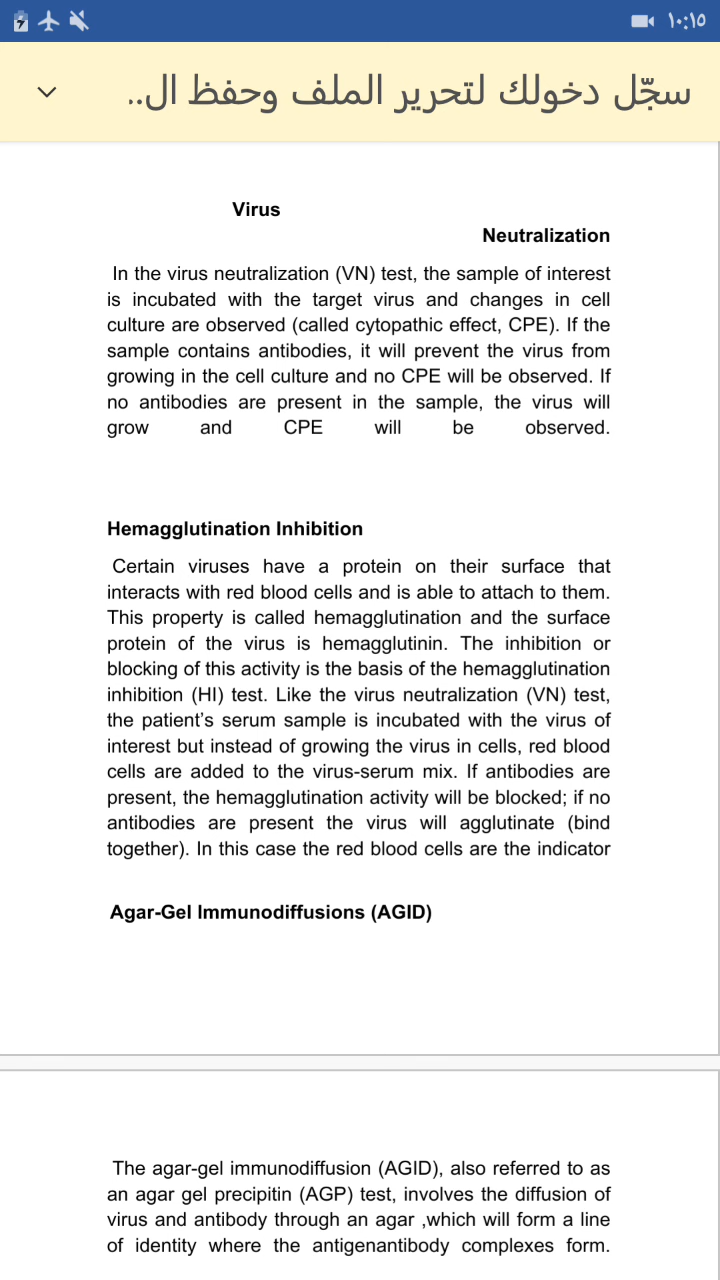 ١٠:١٥
سجّل دخولك لتحرير الملف وحفظ ال..
Virus
Neutralization
In the virus neutralization (VN) test, the sample of interest
is incubated with the target virus and changes in cell
culture are observed (called cytopathic effect, CPE). If the
sample contains antibodies, it will prevent the virus from
growing in the cell culture and no CPE will be observed. If
no antibodies are present in the sample, the virus will
grow and CPE will be observed.
Hemagglutination Inhibition
Certain viruses have a protein on their surface that
interacts with red blood cells and is able to attach to them.
This property is called hemagglutination and the surface
protein of the virus is hemagglutinin. The inhibition or
blocking of this activity is the basis of the hemagglutination
inhibition (HI) test. Like the virus neutralization (VN) test,
the patient’s serum sample is incubated with the virus of
interest but instead of growing the virus in cells, red blood
cells are added to the virus-serum mix. If antibodies are
present, the hemagglutination activity will be blocked; if no
antibodies are present the virus will agglutinate (bind
together). In this case the red blood cells are the indicator
Agar-Gel Immunodiffusions (AGID)
The agar-gel immunodiffusion (AGID), also referred to as
an agar gel precipitin (AGP) test, involves the diffusion of
virus and antibody through an agar ,which will form a line
of identity where the antigenantibody complexes form.